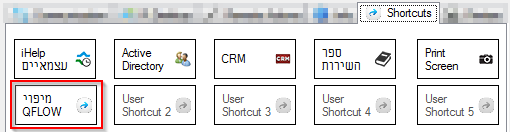 Shortcuts
iHelp
עצמאיים
Active
Directory
CRM
CRM
ספר
השירות
Print
Screen
מיפוי
QFLOW
User
Shortcut 2
User
Shortcut 3
User
Shortcut 4
User
Shortcut 5